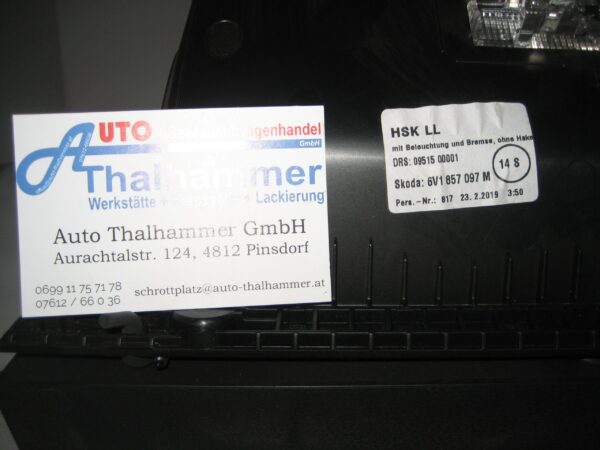 AUTO
GmbH
Thalhammer
Werkstätte Lackierung
Auto Thalhammer GmbH
Aurachtalstr. 124, 4812 Pinsdorf
0699 11 75 71 78
07612 / 66 0 36
schrottplatz@auto-thalhammer.at
HSK LL
mit Beleuchtung und Bremse, ohne Haken
DRS: 09515 00001
14 S
Skoda: 6V1 857 097 M
Pers.-Nr.: 817 23.2.2019 3:50